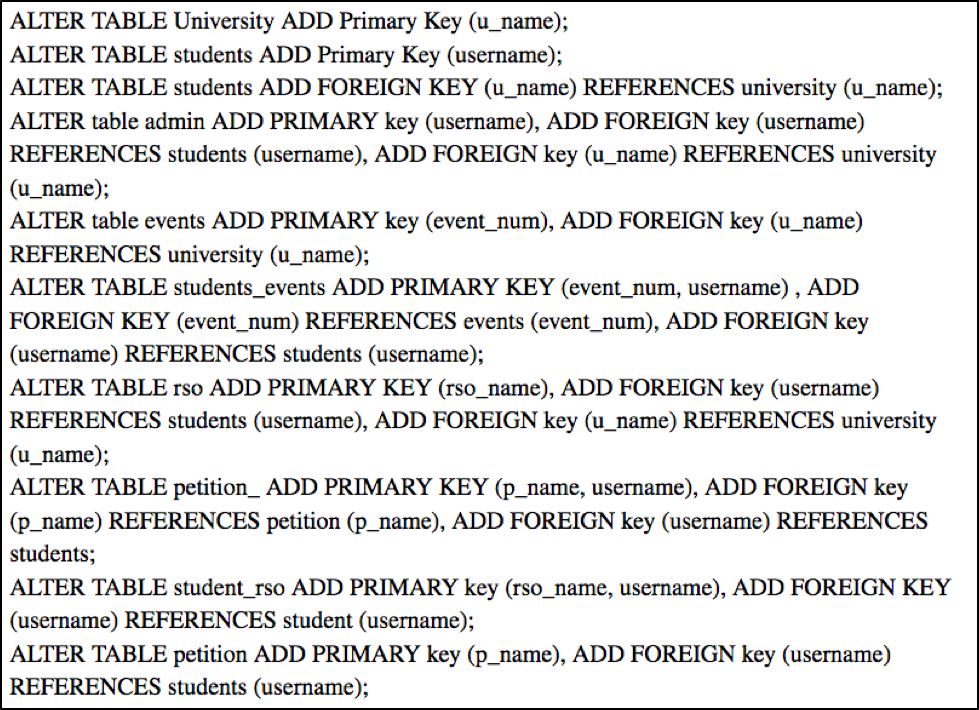 ALTER TABLE University ADD Primary Key (u_name);
ALTER TABLE students ADD Primary Key (username);
ALTER TABLE students ADD FOREIGN KEY (u_name) REFERENCES university (u_name);
ALTER table admin ADD PRIMARY key (username), ADD FOREIGN key (username)
REFERENCES students (username), ADD FOREIGN key (u_name) REFERENCES university
(u_name);
ALTER table events ADD PRIMARY key (event_num), ADD FOREIGN key (u_name)
REFERENCES university (u_name);
ALTER TABLE students_events ADD PRIMARY KEY (event_num, username) , ADD
FOREIGN KEY (event_num) REFERENCES events (event_num), ADD FOREIGN key
(username) REFERENCES students (username);
ALTER TABLE rso ADD PRIMARY KEY (rso_name), ADD FOREIGN key (username)
REFERENCES students (username), ADD FOREIGN key (u_name) REFERENCES university
(u_name);
ALTER TABLE petition_ ADD PRIMARY KEY (p_name, username), ADD FOREIGN key
(p_name) REFERENCES petition (p_name), ADD FOREIGN key (username) REFERENCES
students;
ALTER TABLE student_rso ADD PRIMARY key (rso_name, username), ADD FOREIGN KEY
(username) REFERENCES student (username);
ALTER TABLE petition ADD PRIMARY key (p_name), ADD FOREIGN key (username)
REFERENCES students (username);